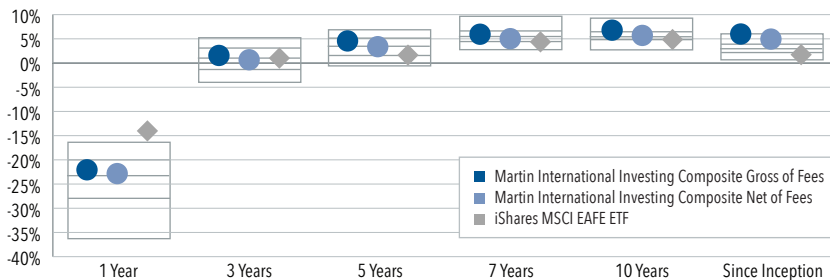 10%
5%
0%
-5%
-10%
-15%
-20%
-25%
-30%
-35%
-40%
Martin International Investing Composite Gross of Fees
Martin International Investing Composite Net of Fees
iShares MSCI EAFE ETF
1 Year 3 Years 5 Years 7 Years 10 Years Since Inception